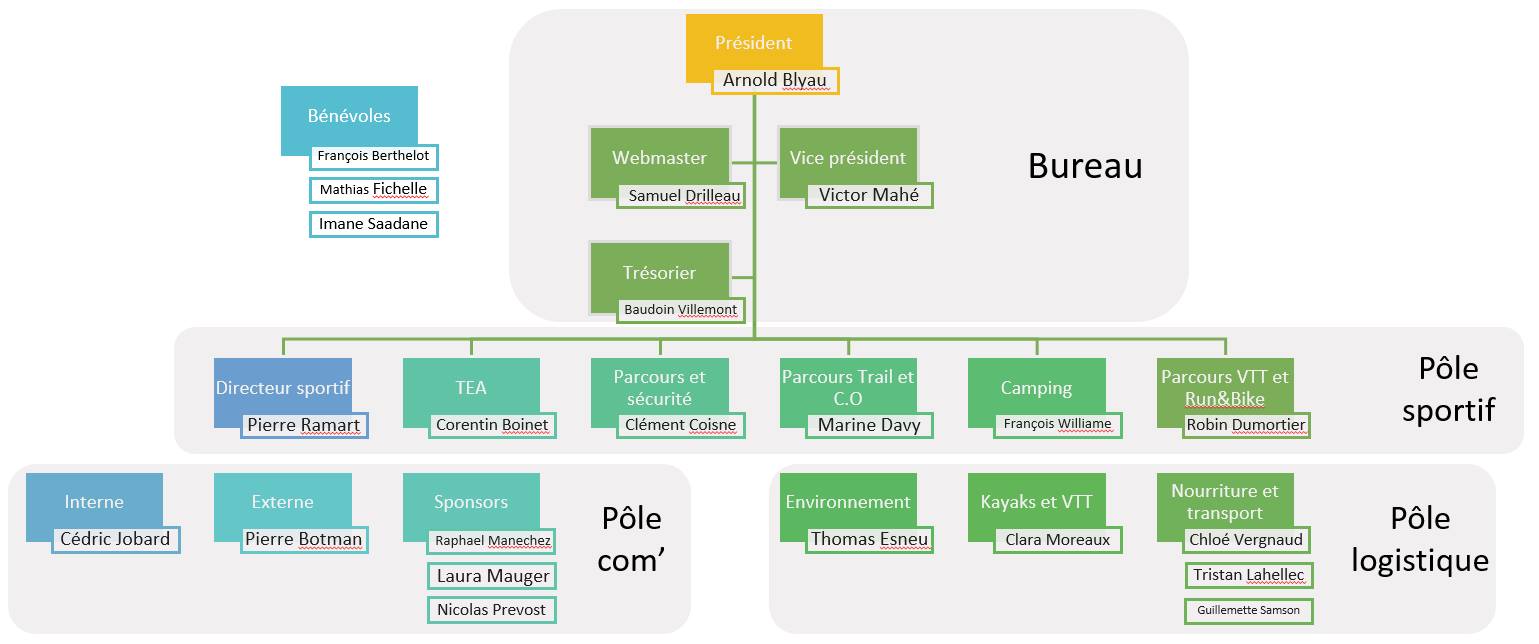 Président
Arnold Blyau
Bénévoles
François Berthelot
Mathias Fichelle
Imane Saadane
Webmaster
Samuel Drilleau
Vice président
Victor Mahé
Bureau
Trésorier
Baudoin Villemont
Directeur sportif
Pierre Ramart
TEA
Corentin Boinet
Parcours et
sécurité
Clément Coisne
Parcours Trail et
C.O
Marine Davy
Camping
François Williame
Parcours VTT et
Run&Bike
Robin Dumortier
Pôle
sportif
Interne
Cédric Jobard
Externe
Pierre Botman
Sponsors
Raphael Manechez
Laura Mauger
Nicolas Prevost
Pôle
com’
Environnement
Thomas Esneu
Kayaks et VTT
Clara Moreaux
Nourriture et
transport
Chloé Vergnaud
Tristan Lahellec
Guillemette Samson
Pôle
logistique